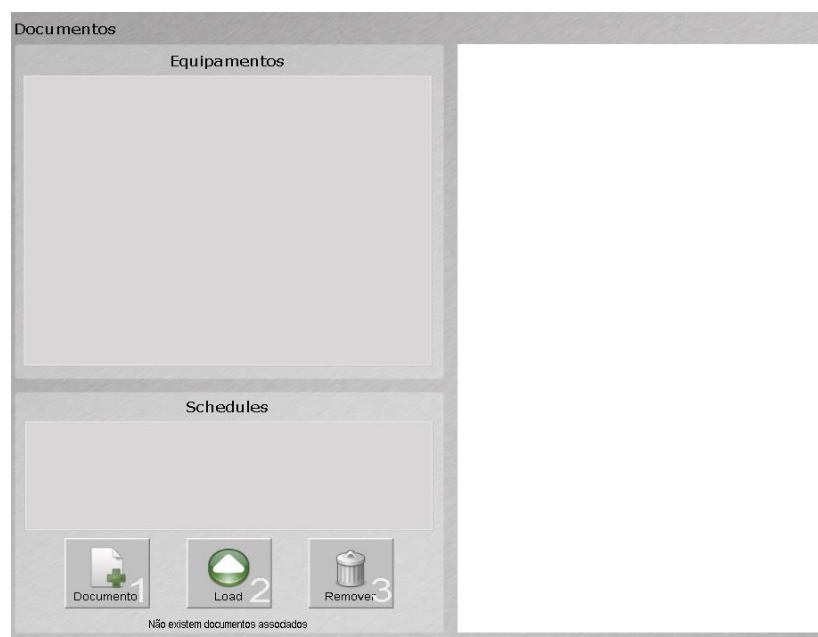 Documentos
Equipamentos
Schedules
Documento 1
Load 2
Remover 3
Não existem documentos associados